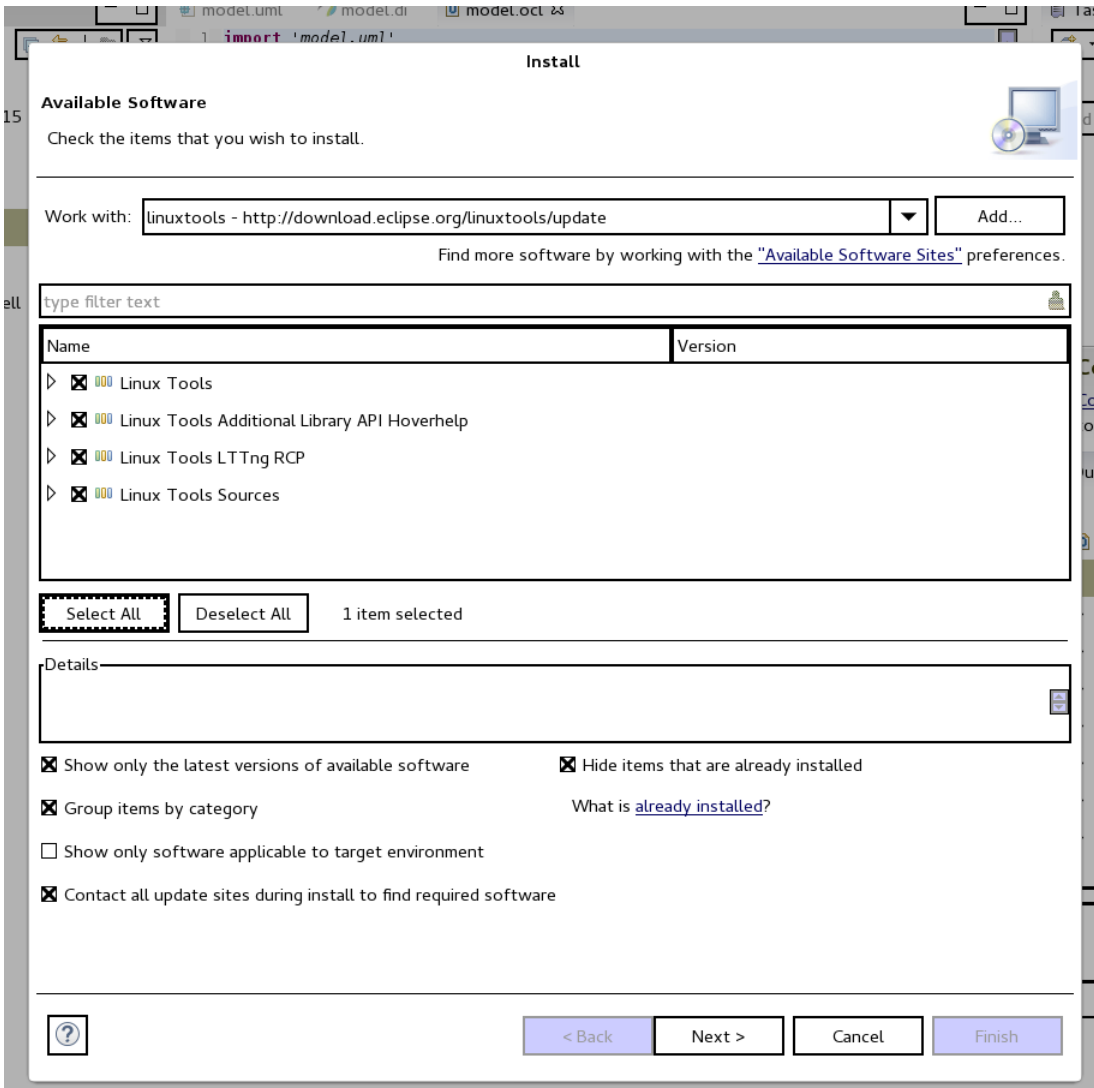 model.uml model.di model.ocl
1 import 'model.uml'
Install
Available Software
15
Check the items that you wish to install.
Work with: linuxtools - http://download.eclipse.org/linuxtools/update Add...
Find more software by working with the "Available Software Sites" preferences.
ell
type filter text
Name Version
Linux Tools
Linux Tools Additional Library API Hoverhelp
Linux Tools LTTng RCP
Linux Tools Sources
Select All Deselect All 1 item selected
Details
Show only the latest versions of available software Hide items that are already installed
Group items by category What is already installed?
Show only software applicable to target environment
Contact all update sites during install to find required software
? < Back Next > Cancel Finish